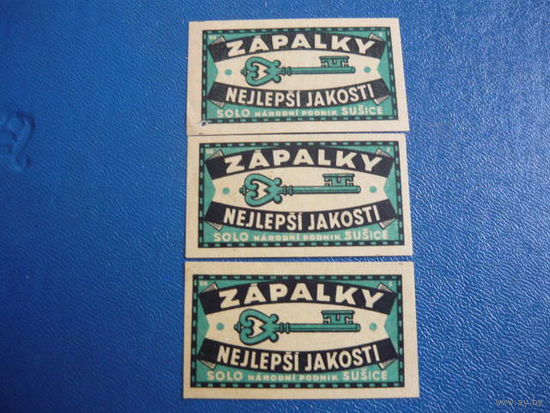 ZÁPALKY
NEJLEPŠÍ JAKOSTI
SOLO NÁRODNÍ PODNIK SUŠICE
ZÁPALKY
NEJLEPŠÍ JAKOSTI
SOLO NÁRODNÍ PODNIK SUŠICE
ZÁPALKY
NEJLEPŠÍ JAKOSTI
SOLO NÁRODNÍ PODNIK SUŠICE